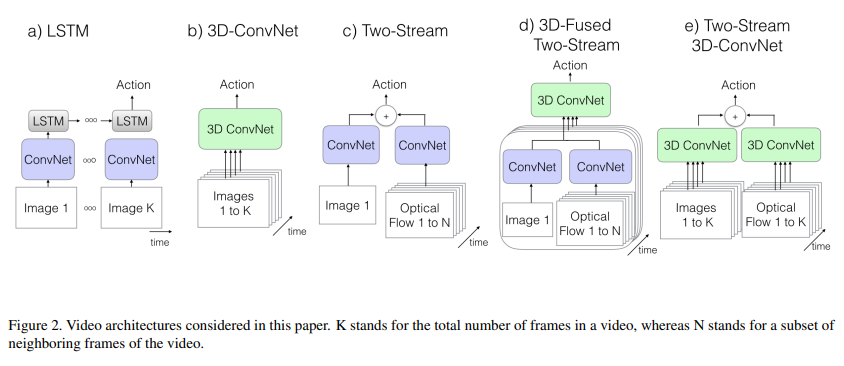 a) LSTM
Action
LSTM
LSTM
ConvNet
ConvNet
Image 1
Image K
time
b) 3D-ConvNet
Action
3D ConvNet
Images
1 to K
time
c) Two-Stream
Action
+
ConvNet
ConvNet
Image 1
Optical
Flow 1 to N
time
d) 3D-Fused
Two-Stream
Action
3D ConvNet
ConvNet
ConvNet
Image 1
Optical
Flow 1 to N
time
e) Two-Stream
3D-ConvNet
Action
+
3D ConvNet
3D ConvNet
Images
1 to K
Optical
Flow 1 to K
time
Figure 2. Video architectures considered in this paper. K stands for the total number of frames in a video, whereas N stands for a subset of
neighboring frames of the video.